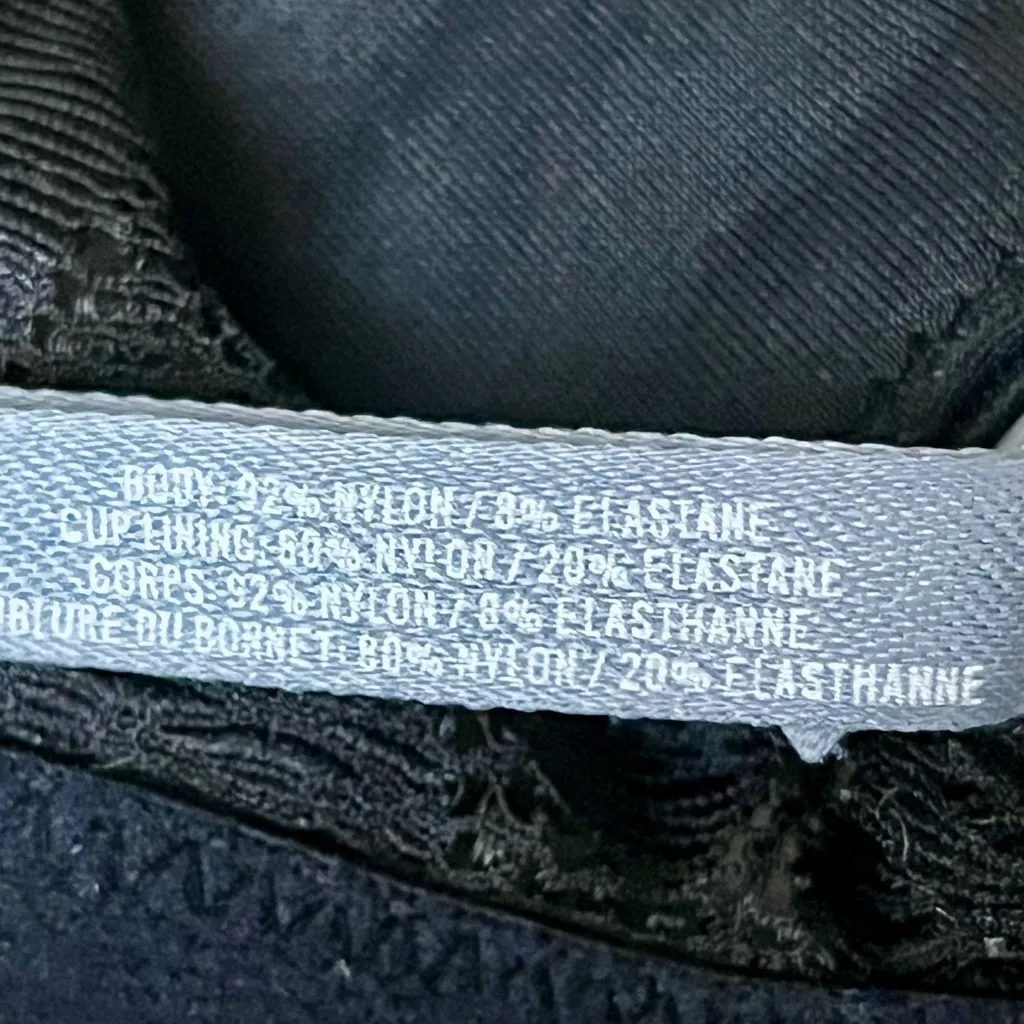 BODY: 92% NYLON / 8% ELASTANE
CUP LINING: 80% NYLON / 20% ELASTANE
CORPS: 92% NYLON / 8% ELASTHANNE
DU BONNET: 80% NYLON / 20% ELASTHANNE